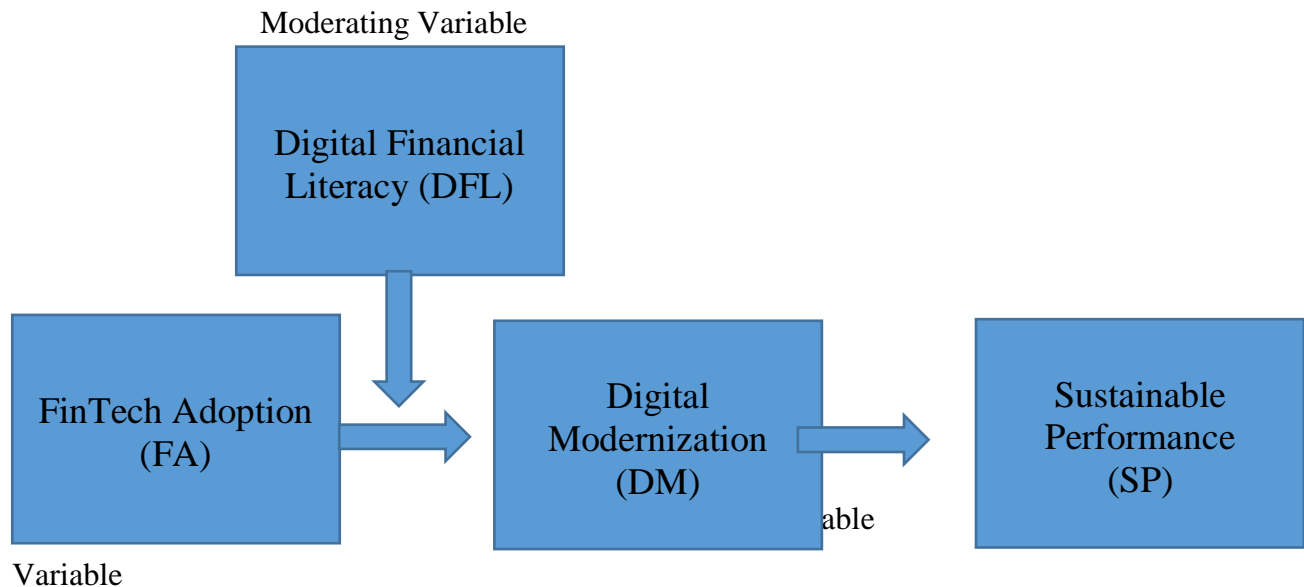 Moderating Variable
Digital Financial
Literacy (DFL)
FinTech Adoption
(FA)
Digital
Modernization
(DM)
Sustainable
Performance
(SP)
able
Variable